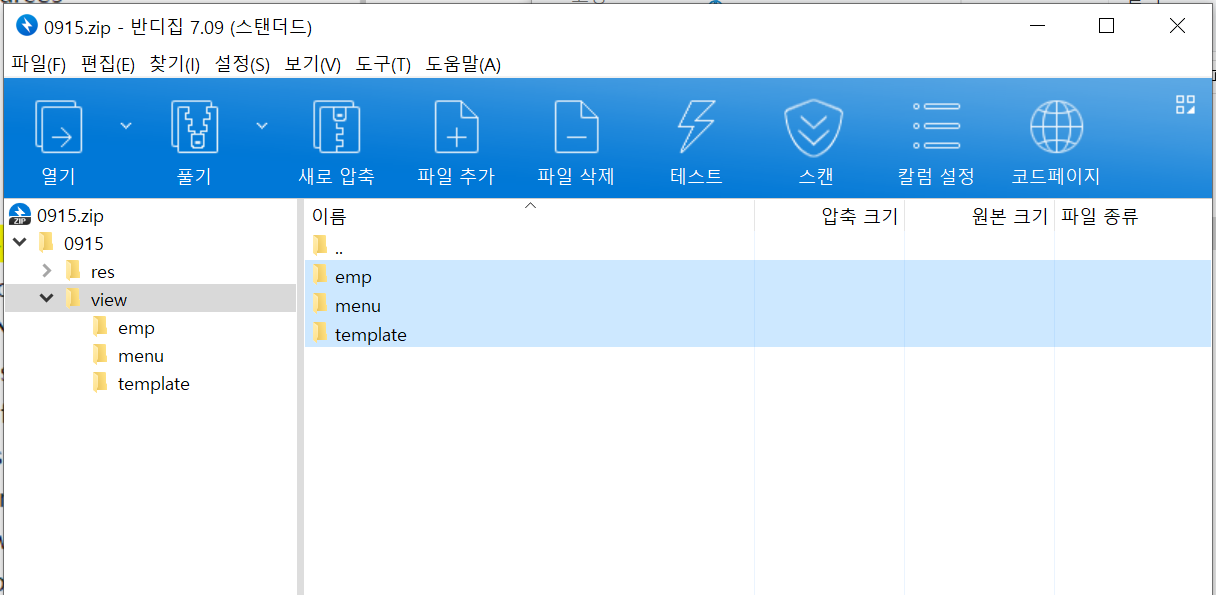 0915.zip - 반디집 7.09 (스탠더드)
파일(F) 편집(E) 찾기(I) 설정(S) 보기(V) 도구(T) 도움말(A)
열기 풀기 새로 압축 파일 추가 파일 삭제 테스트 스캔 칼럼 설정 코드페이지
ZIP 0915.zip
0915
res
view
emp
menu
template
이름 압축 크기 원본 크기 파일 종류
..
emp
menu
template